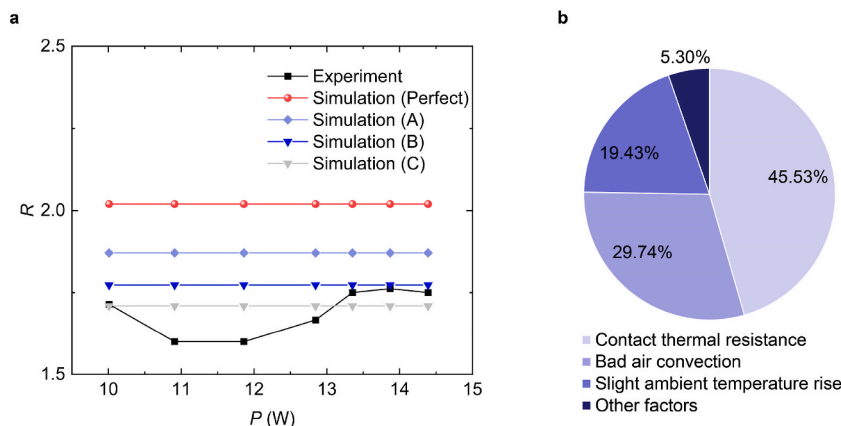 a
2.5
2.0
1.5
R
Experiment
Simulation (Perfect)
Simulation (A)
Simulation (B)
Simulation (C)
10 11 12 13 14 15
P (W)
b
5.30%
19.43%
45.53%
29.74%
Contact thermal resistance
Bad air convection
Slight ambient temperature rise
Other factors